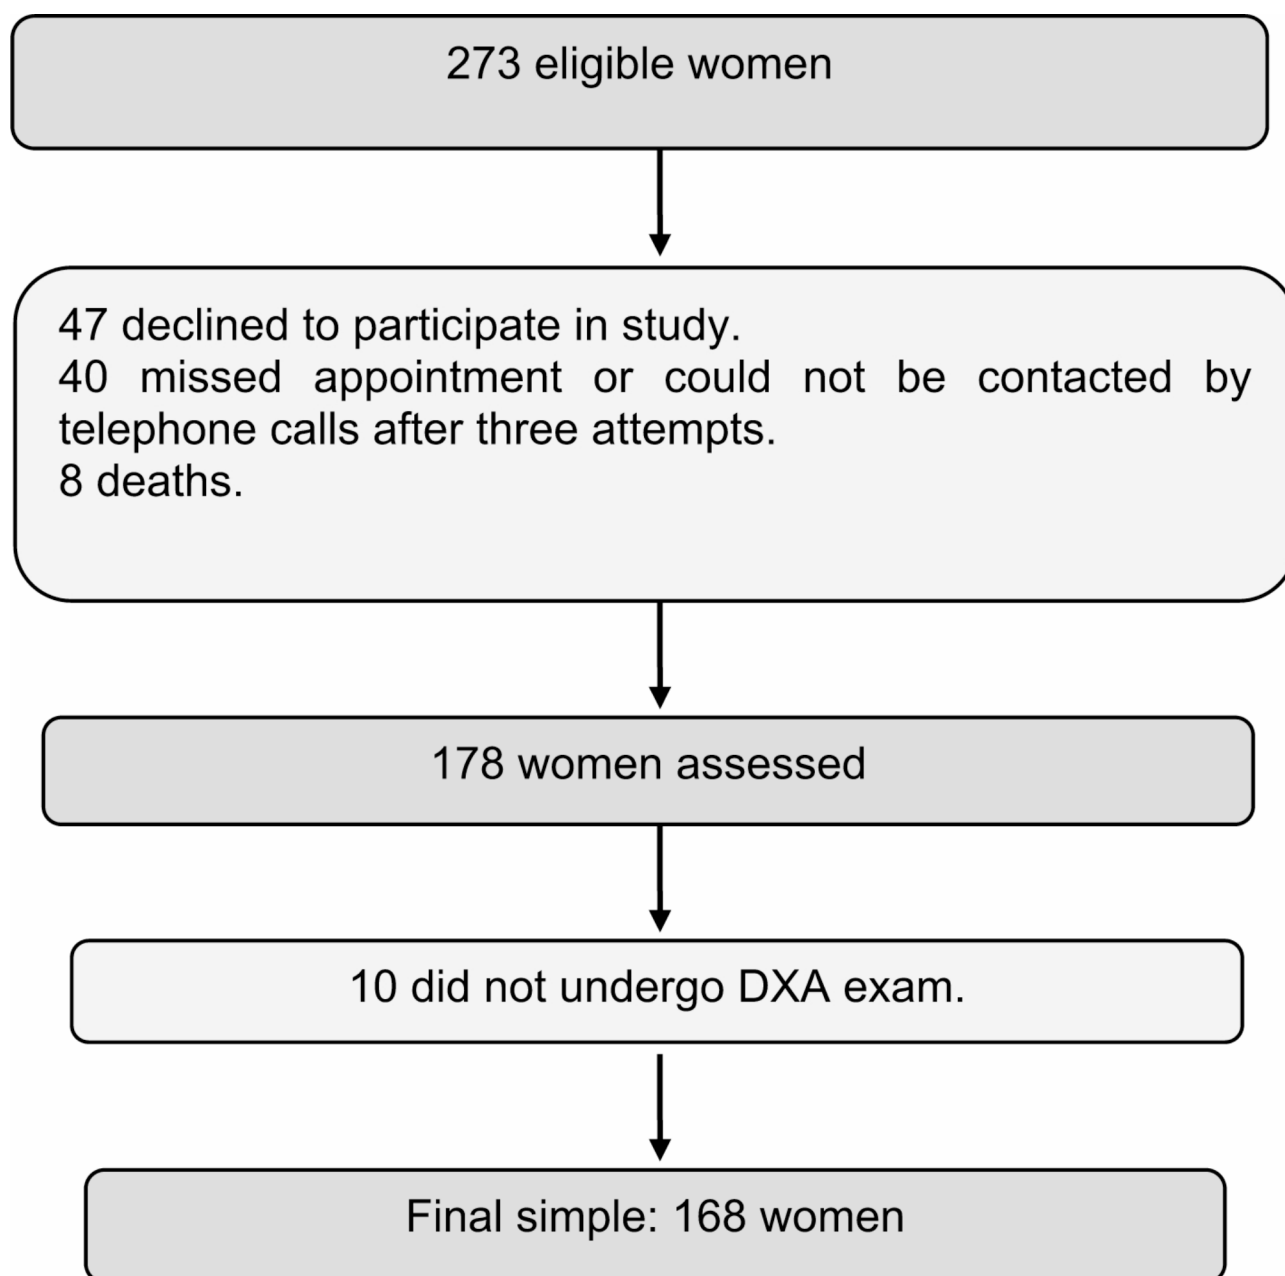 273 eligible women
47 declined to participate in study.
40 missed appointment or could not be contacted by
telephone calls after three attempts.
8 deaths.
178 women assessed
10 did not undergo DXA exam.
Final simple: 168 women